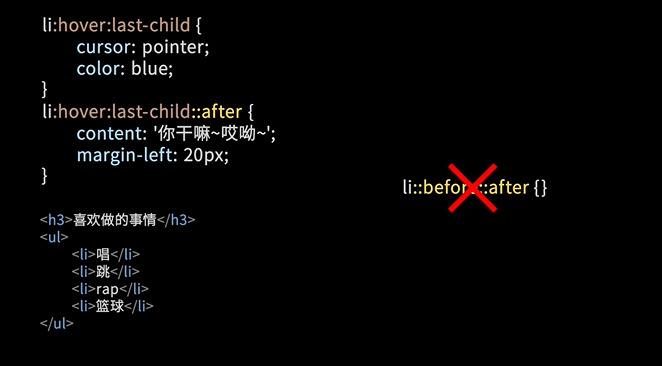 li:hover:last-child {
cursor: pointer;
color: blue;
}
li:hover:last-child::after {
content: '你干嘛~哎呦~';
margin-left: 20px;
}
li::before::after {}
<h3>喜欢做的事情</h3>
<ul>
<li>唱</li>
<li>跳</li>
<li>rap</li>
<li>篮球</li>
</ul>